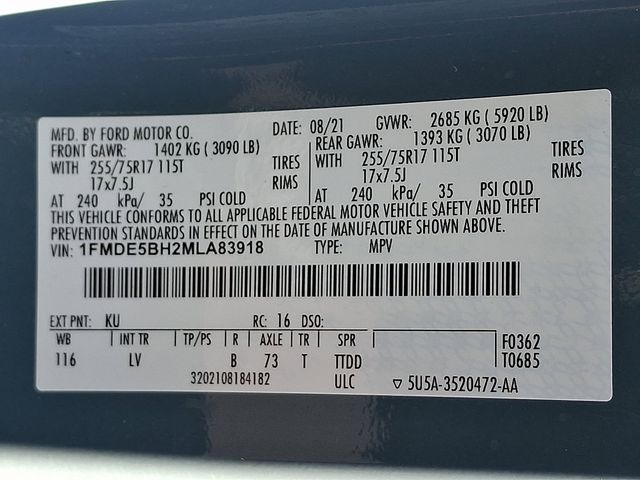 MFD. BY FORD MOTOR CO. DATE: 08/21 GVWR: 2685 KG ( 5920 LB)
FRONT GAWR: 1402 KG ( 3090 LB) REAR GAWR: 1393 KG ( 3070 LB)
WITH 255/75R17 115T TIRES WITH 255/75R17 115T TIRES
17x7.5J RIMS 17x7.5J RIMS
AT 240 kPa/ 35 PSI COLD AT 240 kPa/ 35 PSI COLD
THIS VEHICLE CONFORMS TO ALL APPLICABLE FEDERAL MOTOR VEHICLE SAFETY AND THEFT
PREVENTION STANDARDS IN EFFECT ON THE DATE OF MANUFACTURE SHOWN ABOVE.
VIN: 1FMDE5BH2MLA83918 TYPE: MPV
EXT PNT: KU RC: 16 DSO:
WB INT TR TP/PS R AXLE TR SPR F0362
116 LV B 73 T TTDD T0685
3202108184182 ULC ▽ 5U5A-3520472-AA